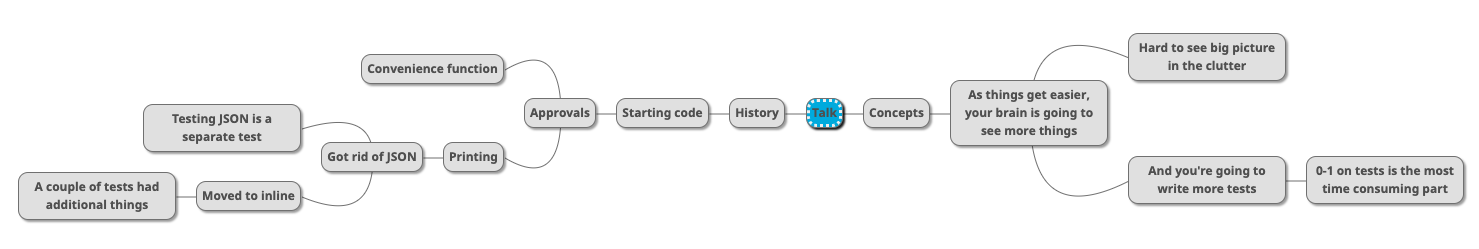 Hard to see big picture
in the clutter
Convenience function
As things get easier,
your brain is going to
see more things
Approvals
Starting code
History
Talk
Concepts
Testing JSON is a
separate test
Got rid of JSON
Printing
And you're going to
write more tests
0-1 on tests is the most
time consuming part
A couple of tests had
additional things
Moved to inline